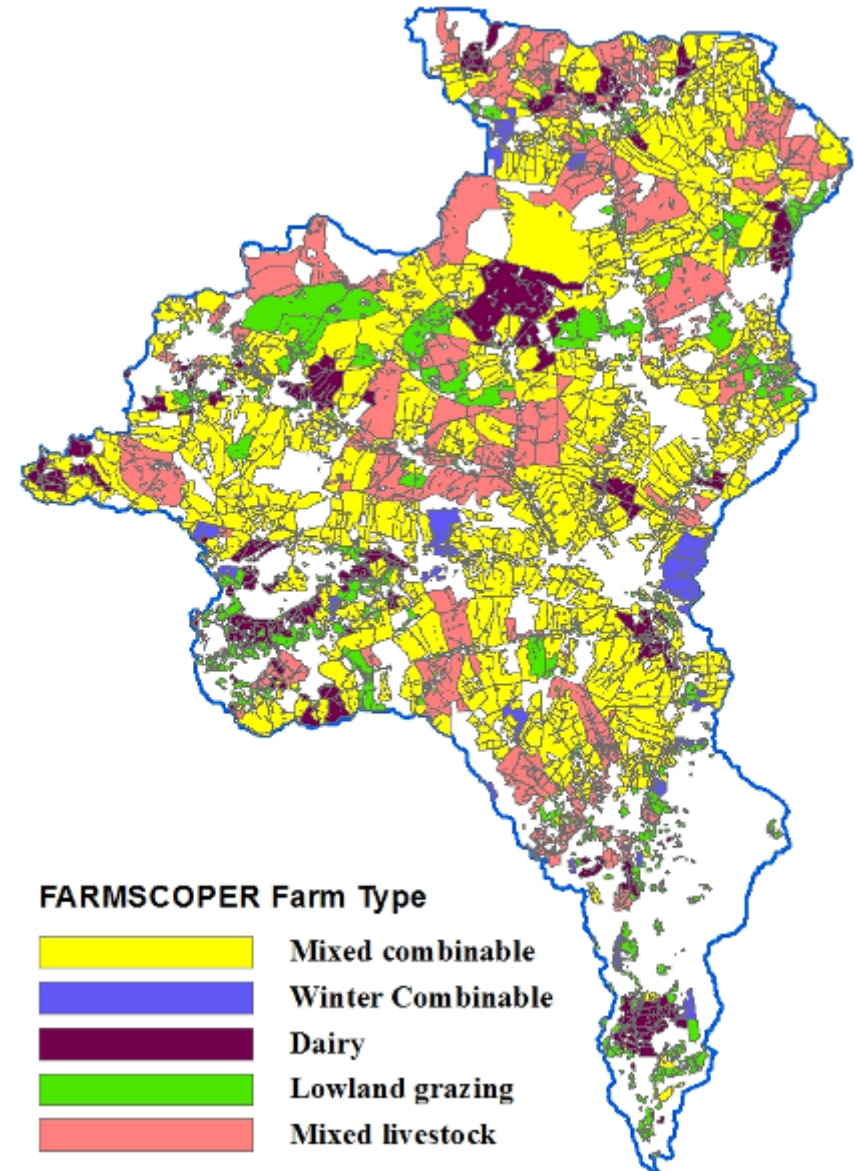 FARMSCOPER Farm Type
Mixed combinable
Winter Combinable
Dairy
Lowland grazing
Mixed livestock